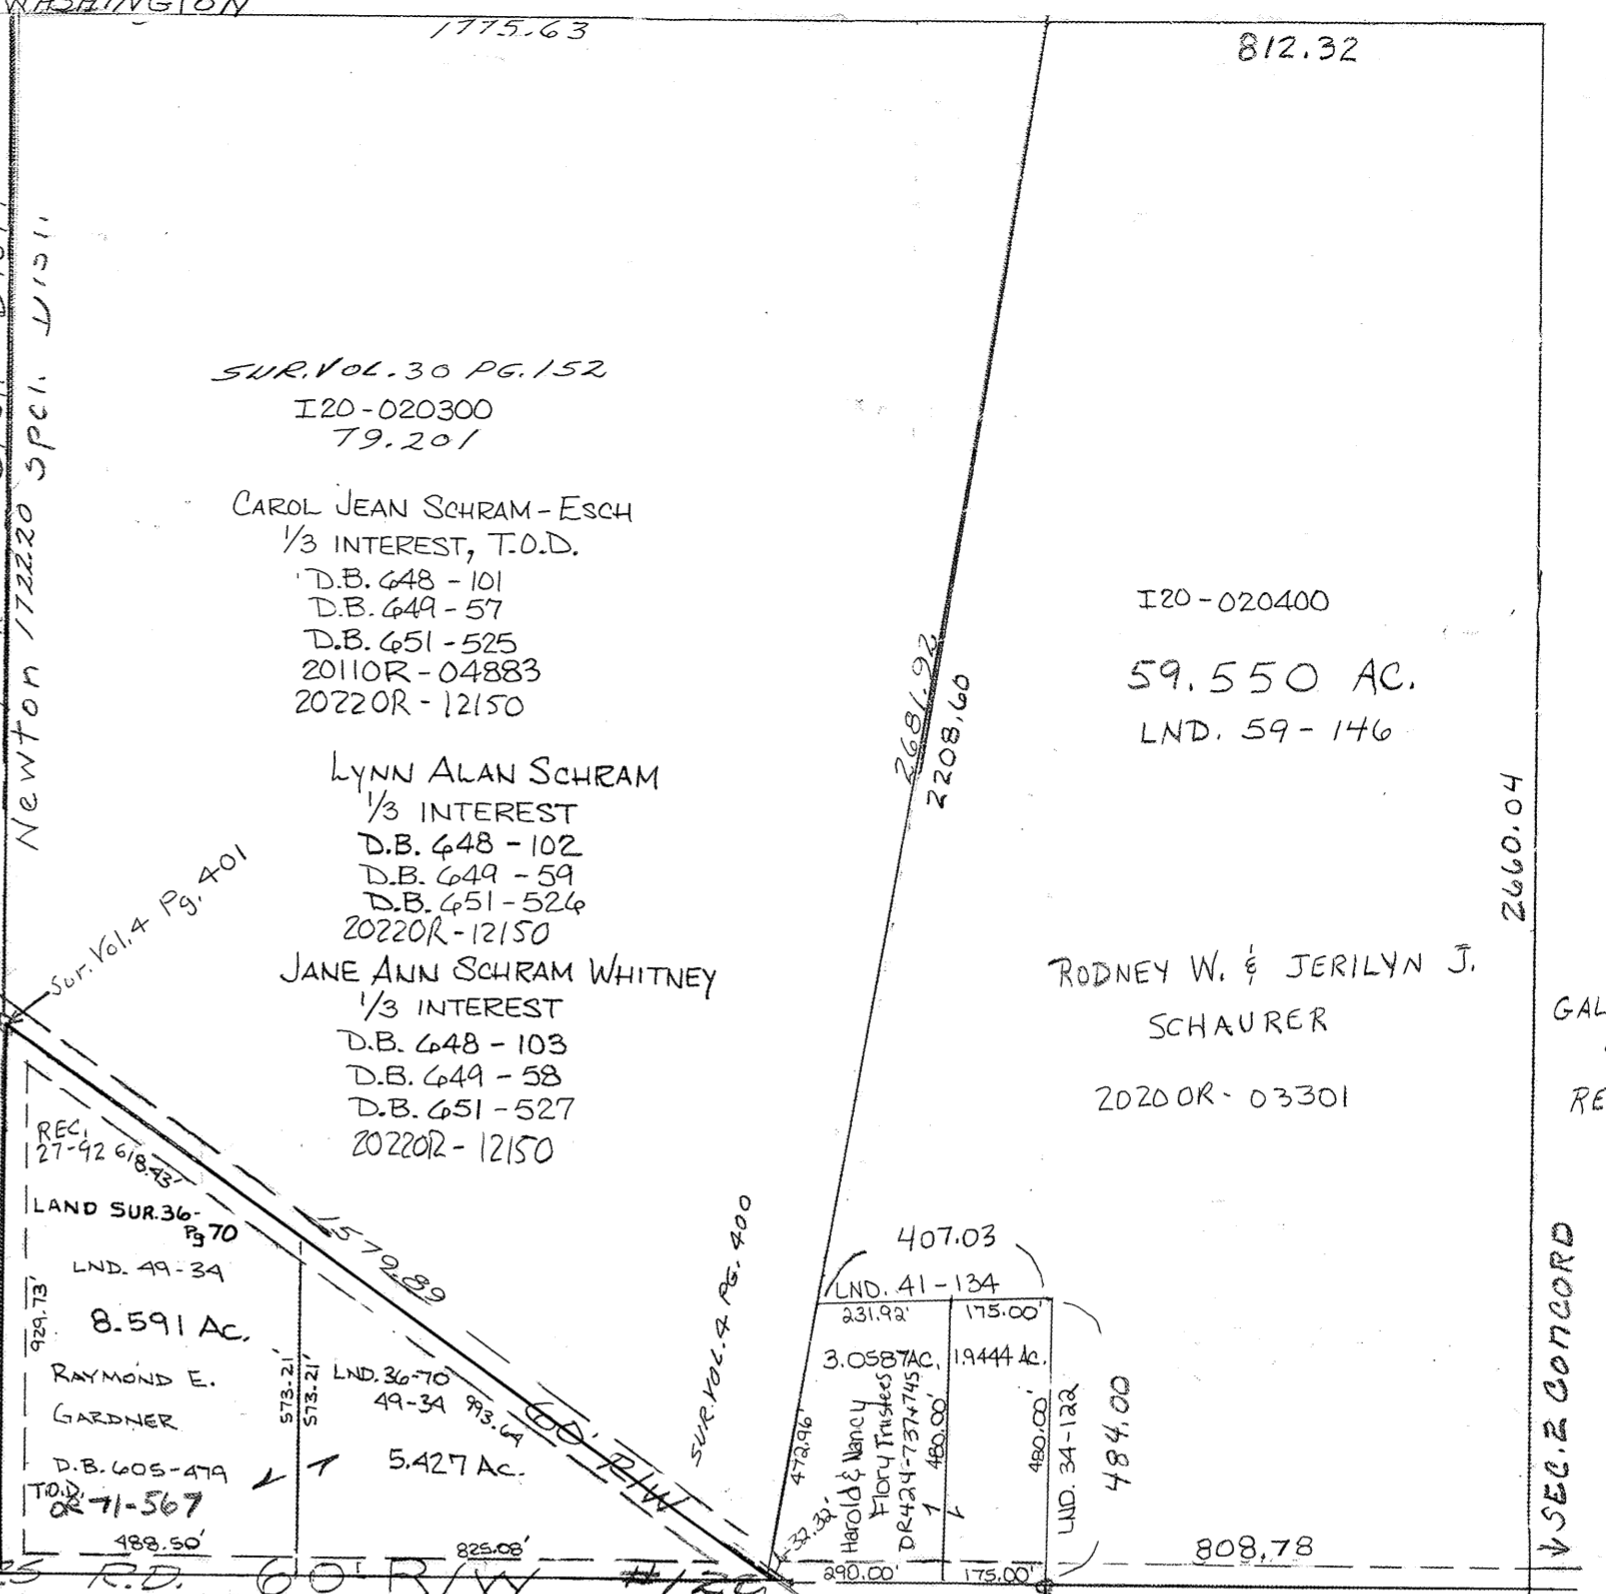 WASHINGTON
1775.63
812.32
Newton 172220 Spcl. Dist.
SUR. VOL. 30 PG. 152
I20-020300
79.201
CAROL JEAN SCHRAM-ESCH
1/3 INTEREST, T.O.D.
D.B. 648-101
D.B. 649-57
D.B. 651-525
2011OR-04883
2022OR-12150
LYNN ALAN SCHRAM
1/3 INTEREST
D.B. 648-102
D.B. 649-59
D.B. 651-526
2022OR-12150
JANE ANN SCHRAM WHITNEY
1/3 INTEREST
D.B. 648-103
D.B. 649-58
D.B. 651-527
2022OR-12150
2681.92
2208.60
I20-020400
59.550 AC.
LND. 59-146
2660.04
RODNEY W. & JERILYN J.
SCHAURER
2020OR-03301
GAL
RE
Sur. Vol. 4 Pg. 401
REC.
27-92 618.43'
LAND SUR. 36-
Pg 70
LND. 49-34
929.73'
8.591 AC.
RAYMOND E.
GARDNER
D.B. 605-479
T.O.D.
OR 71-567
488.50'
573.21'
573.21'
1579.89
LND. 36-70
49-34
993.64
5.427 AC.
60' R/W
825.08'
SUR. VOL. 4 PG. 400
407.03
LND. 41-134
231.92'
175.00'
3.0587 AC.
1.9444 AC.
472.96'
32.32'
Harold & Nancy
Flory Trustees
DR424-737+745
480.00'
480.00'
LND. 34-122
484.00
290.00'
175.00'
808.78
VSEC. 2 CONCORD
R.D. 60' R/W